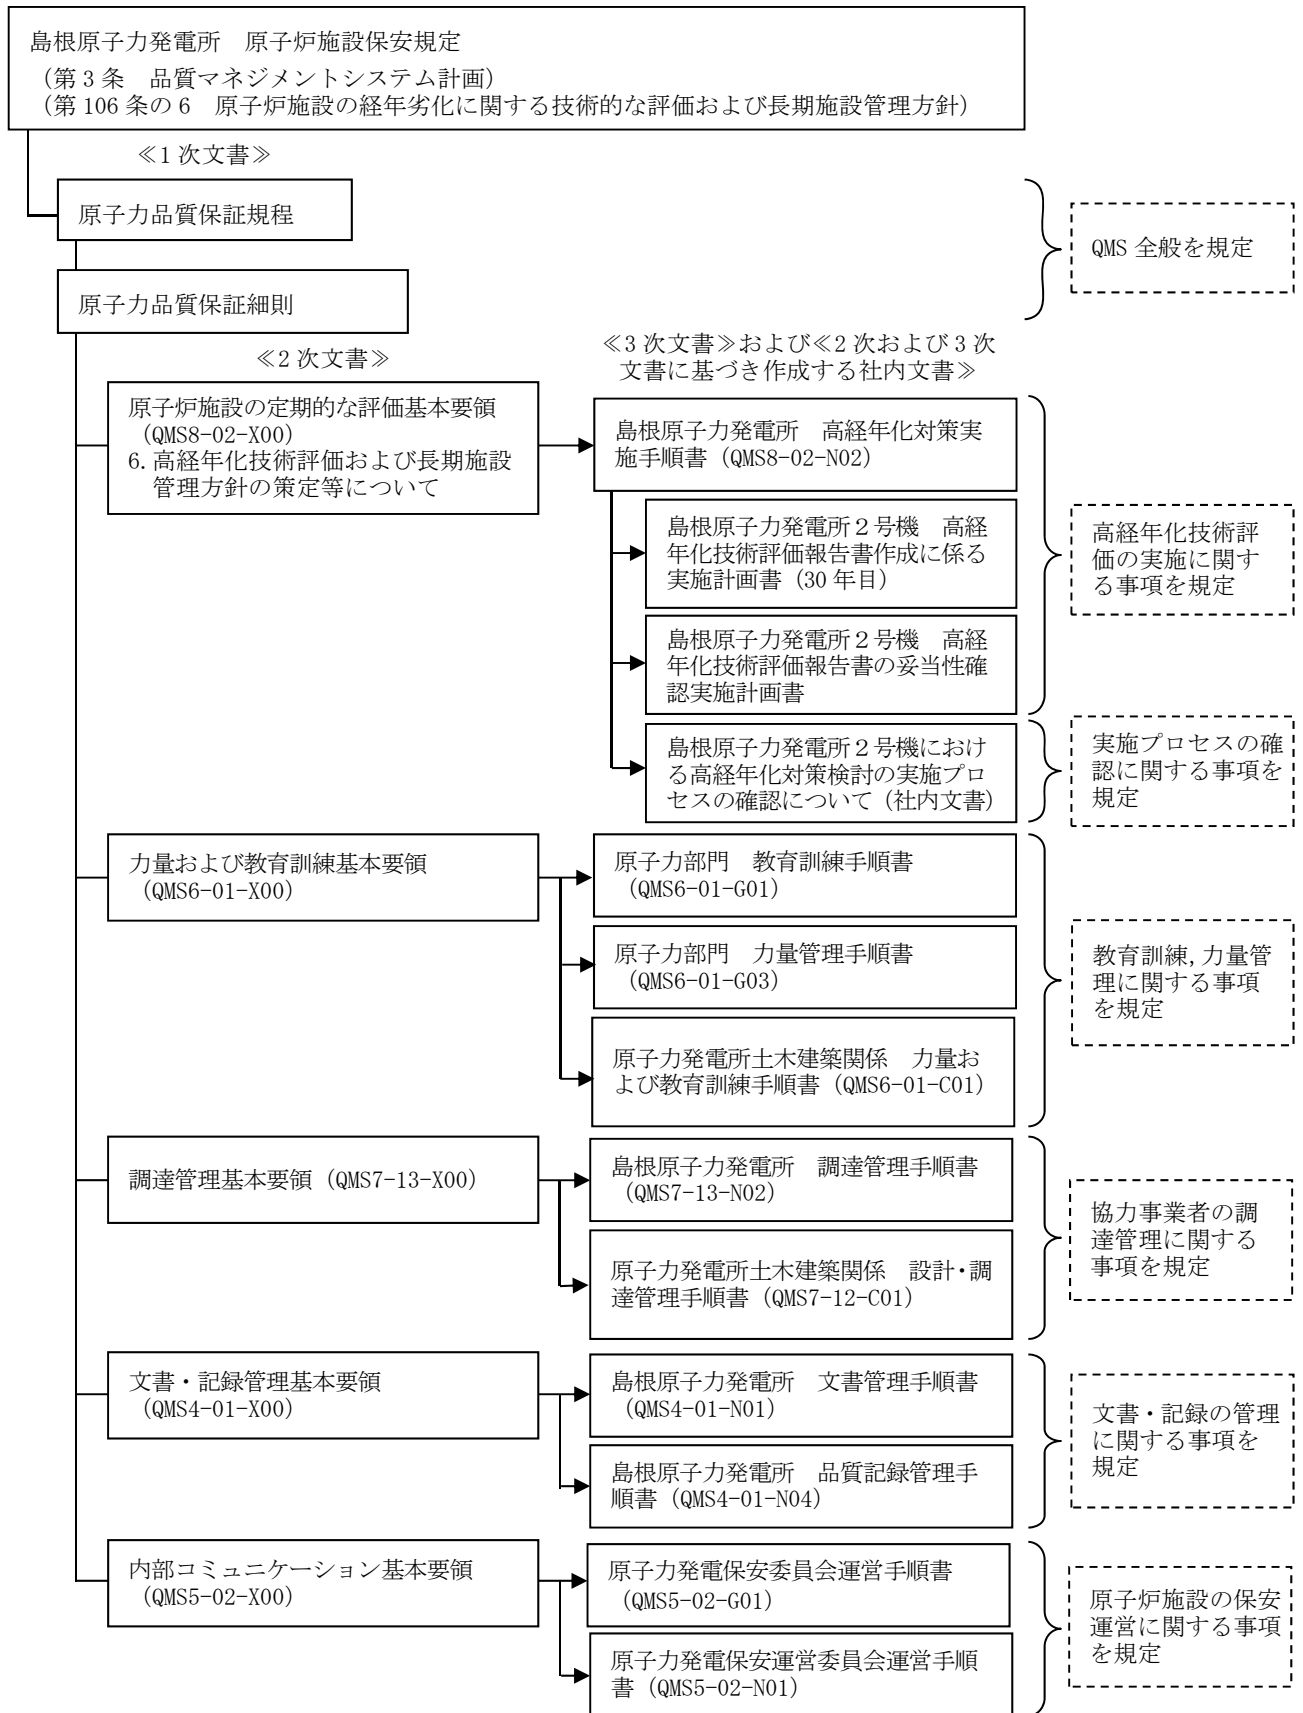 島根原子力発電所　原子炉施設保安規定
（第3条　品質マネジメントシステム計画）
（第106条の6　原子炉施設の経年劣化に関する技術的な評価および長期施設管理方針）
≪1次文書≫
原子力品質保証規程
QMS全般を規定
原子力品質保証細則
≪2次文書≫
≪3次文書≫および≪2次および3次
文書に基づき作成する社内文書≫
原子炉施設の定期的な評価基本要領
（QMS8-02-X00）
6.高経年化技術評価および長期施設
管理方針の策定等について
島根原子力発電所　高経年化対策実
施手順書（QMS8-02-N02）
島根原子力発電所２号機　高経
年化技術評価報告書作成に係る
実施計画書（30年目）
島根原子力発電所２号機　高経
年化技術評価報告書の妥当性確
認実施計画書
高経年化技術評
価の実施に関す
る事項を規定
島根原子力発電所２号機におけ
る高経年化対策検討の実施プロ
セスの確認について（社内文書）
実施プロセスの確
認に関する事項を
規定
力量および教育訓練基本要領
（QMS6-01-X00）
原子力部門　教育訓練手順書
（QMS6-01-G01）
原子力部門　力量管理手順書
（QMS6-01-G03）
原子力発電所土木建築関係　力量お
よび教育訓練手順書（QMS6-01-C01）
教育訓練,力量管
理に関する事項
を規定
調達管理基本要領（QMS7-13-X00）
島根原子力発電所　調達管理手順書
（QMS7-13-N02）
原子力発電所土木建築関係　設計・調
達管理手順書（QMS7-12-C01）
協力事業者の調
達管理に関する
事項を規定
文書・記録管理基本要領
（QMS4-01-X00）
島根原子力発電所　文書管理手順書
（QMS4-01-N01）
島根原子力発電所　品質記録管理手
順書（QMS4-01-N04）
文書・記録の管理
に関する事項を
規定
内部コミュニケーション基本要領
（QMS5-02-X00）
原子力発電保安委員会運営手順書
（QMS5-02-G01）
原子力発電保安運営委員会運営手順
書（QMS5-02-N01）
原子炉施設の保安
運営に関する事項
を規定